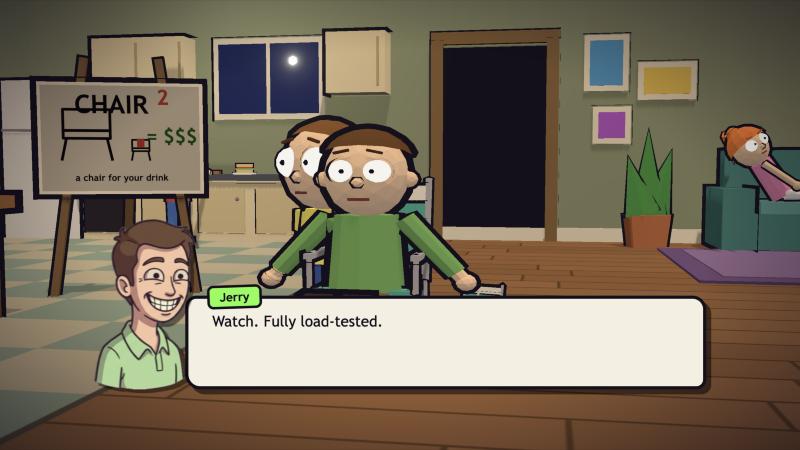 CHAIR 2
= $$$
a chair for your drink
Jerry
Watch. Fully load-tested.